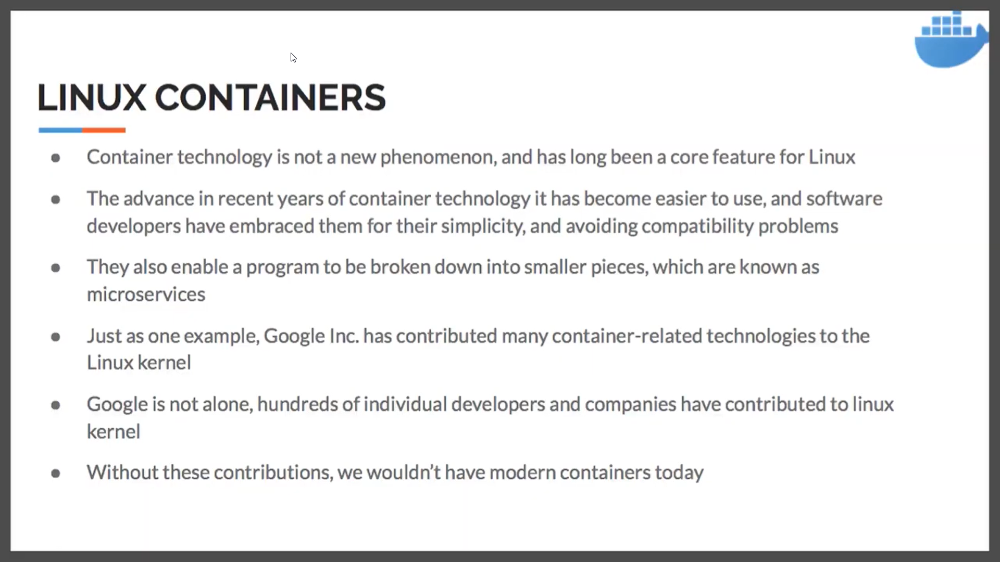 LINUX CONTAINERS
● Container technology is not a new phenomenon, and has long been a core feature for Linux
● The advance in recent years of container technology it has become easier to use, and software
developers have embraced them for their simplicity, and avoiding compatibility problems
● They also enable a program to be broken down into smaller pieces, which are known as
microservices
● Just as one example, Google Inc. has contributed many container-related technologies to the
Linux kernel
● Google is not alone, hundreds of individual developers and companies have contributed to linux
kernel
● Without these contributions, we wouldn’t have modern containers today